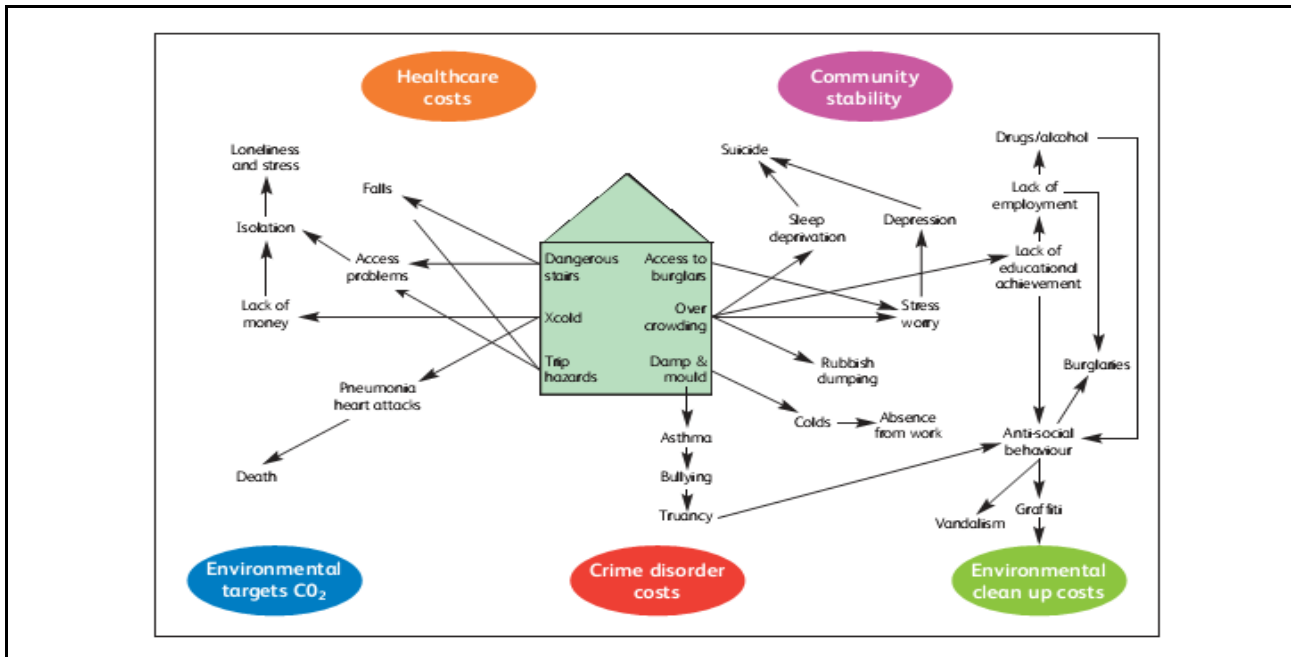 Healthcare
costs
Community
stability
Loneliness
and stress
Falls
Isolation
Access
problems
Lack of
money
Pneumonia
heart attacks
Death
Dangerous
stairs
Xcold
Trip
hazards
Access to
burglars
Over
crowding
Damp &
mould
Asthma
Bullying
Truancy
Suicide
Sleep
deprivation
Depression
Stress
worry
Rubbish
dumping
Colds
Absence
from work
Drugs/alcohol
Lack of
employment
Lack of
educational
achievement
Burglaries
Anti-social
behaviour
Vandalism
Graffiti
Environmental
targets C0₂
Crime disorder
costs
Environmental
clean up costs